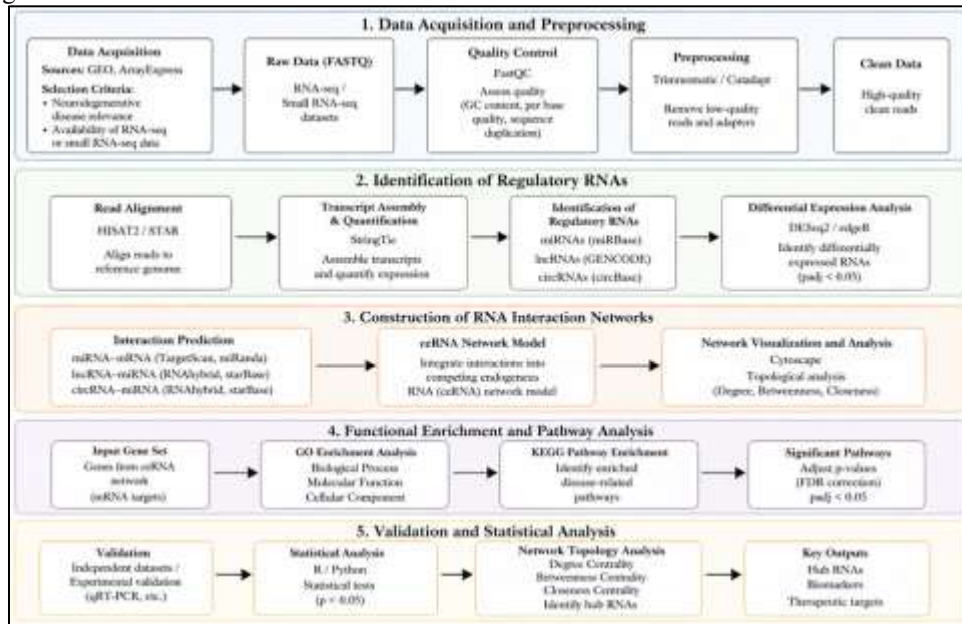 1. Data Acquisition and Preprocessing
Data Acquisition
Sources: GEO, ArrayExpress
Selection Criteria:
• Neurodegenerative
disease relevance
• Availability of RNA-seq
or small RNA-seq data
Raw Data (FASTQ)
RNA-seq /
Small RNA-seq
datasets
Quality Control
FastQC
Assess quality
(GC content, per base
quality, sequence
duplication)
Preprocessing
Trimmomatic / Cutadapt
Remove low-quality
reads and adapters
Clean Data
High-quality
clean reads
2. Identification of Regulatory RNAs
Read Alignment
HISAT2 / STAR
Align reads to
reference genome
Transcript Assembly
& Quantification
StringTie
Assemble transcripts
and quantify expression
Identification of
Regulatory RNAs
miRNAs (miRBase)
lncRNAs (GENCODE)
circRNAs (circBase)
Differential Expression Analysis
DESeq2 / edgeR
Identify differentially
expressed RNAs
(padj < 0.05)
3. Construction of RNA Interaction Networks
Interaction Prediction
miRNA–mRNA (TargetScan, miRanda)
lncRNA–miRNA (RNAhybrid, starBase)
circRNA–miRNA (RNAhybrid, starBase)
ceRNA Network Model
Integrate interactions into
competing endogenous
RNA (ceRNA) network model
Network Visualization and Analysis
Cytoscape
Topological analysis
(Degree, Betweenness, Closeness)
4. Functional Enrichment and Pathway Analysis
Input Gene Set
Genes from ceRNA
network
(mRNA targets)
GO Enrichment Analysis
Biological Process
Molecular Function
Cellular Component
KEGG Pathway Enrichment
Identify enriched
disease-related
pathways
Significant Pathways
Adjust p-values
(FDR correction)
padj < 0.05
5. Validation and Statistical Analysis
Validation
Independent datasets /
Experimental validation
(qRT-PCR, etc.)
Statistical Analysis
R / Python
Statistical tests
(p < 0.05)
Network Topology Analysis
Degree Centrality
Betweenness Centrality
Closeness Centrality
Identify hub RNAs
Key Outputs
Hub RNAs
Biomarkers
Therapeutic targets